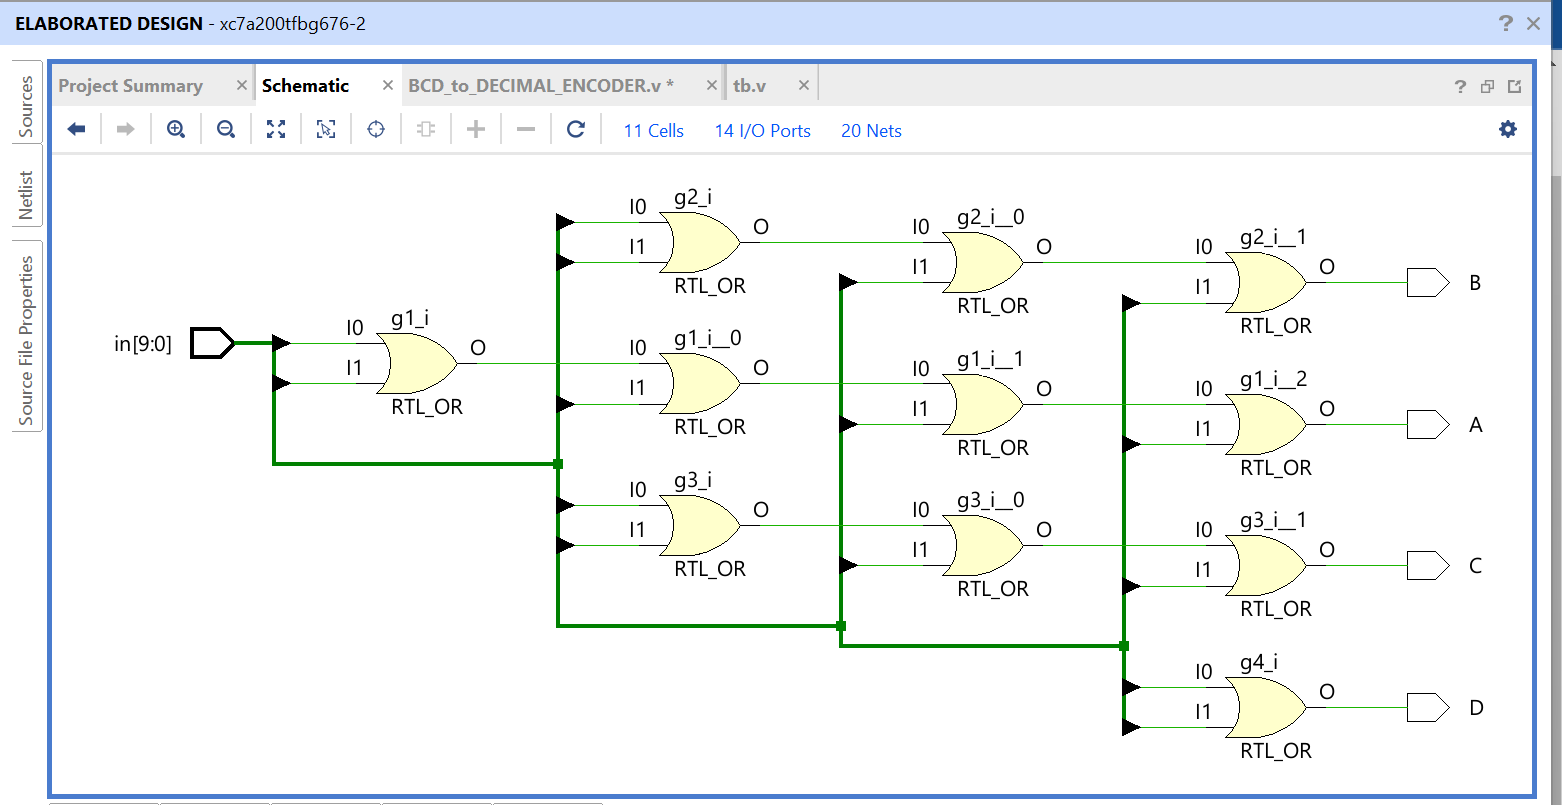 ELABORATED DESIGN - xc7a200tfbg676-2
? ×
Sources
Netlist
Source File Properties
Project Summary ×
Schematic ×
BCD_to_DECIMAL_ENCODER.v * ×
tb.v ×
?
11 Cells 14 I/O Ports 20 Nets
g2_i
I0 I1 O
RTL_OR
g2_i__0
I0 I1 O
RTL_OR
g2_i__1
I0 I1 O
RTL_OR
B
in[9:0]
g1_i
I0 I1 O
RTL_OR
g1_i__0
I0 I1 O
RTL_OR
g1_i__1
I0 I1 O
RTL_OR
g1_i__2
I0 I1 O
RTL_OR
A
g3_i
I0 I1 O
RTL_OR
g3_i__0
I0 I1 O
RTL_OR
g3_i__1
I0 I1 O
RTL_OR
C
g4_i
I0 I1 O
RTL_OR
D